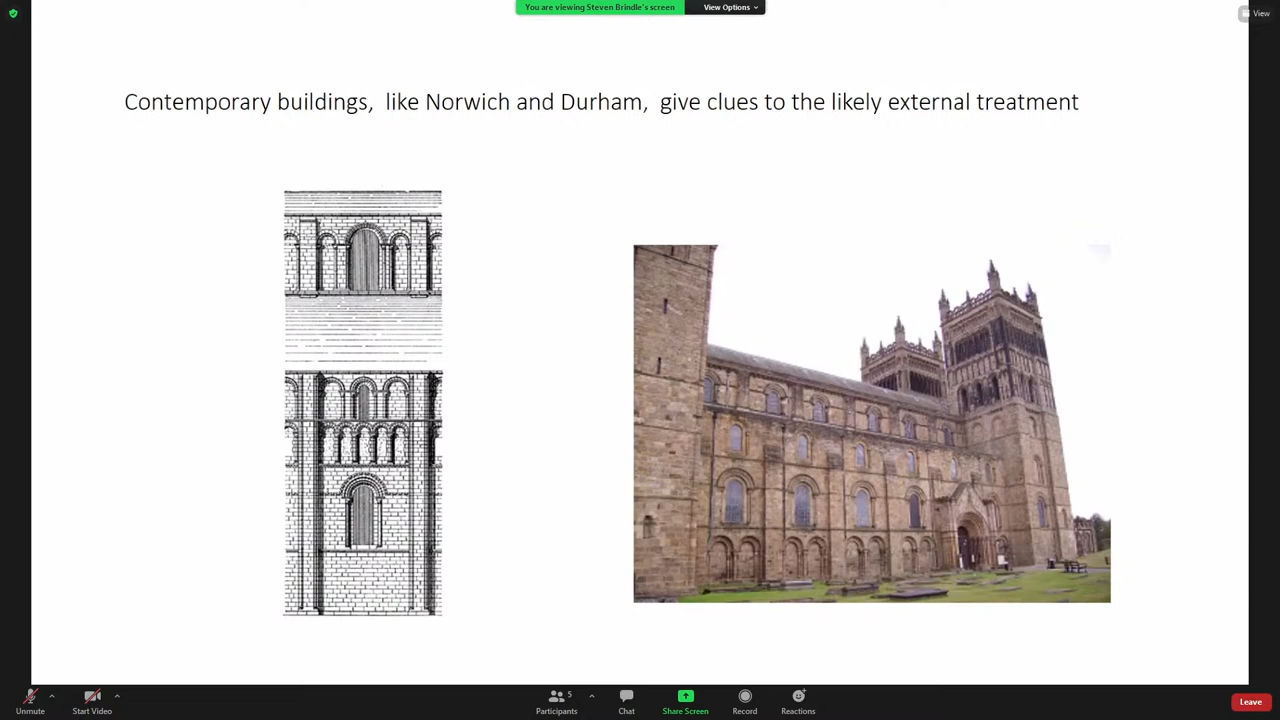 You are viewing Steven Brindle's screen
View Options
View
Contemporary buildings, like Norwich and Durham, give clues to the likely external treatment
Unmute
Start Video
5
Participants
Chat
Share Screen
Record
Reactions
Leave